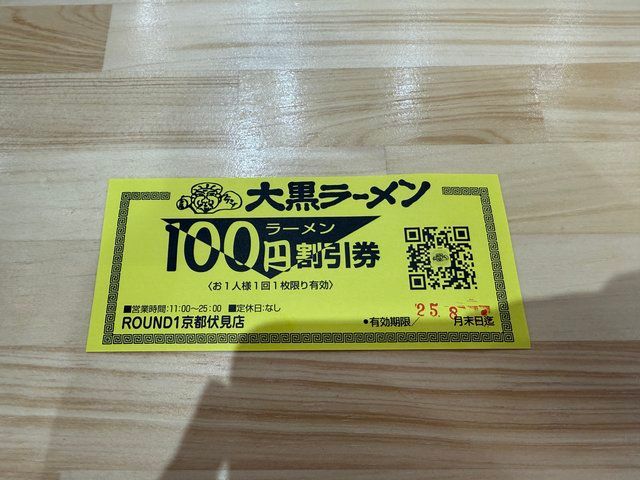 大黒ラーメン
ラーメン
100円割引券
〈お1人様1回1枚限り有効〉
■営業時間:11:00～25:00 ■定休日:なし
ROUND1京都伏見店
●有効期限／'25.8 月末日迄